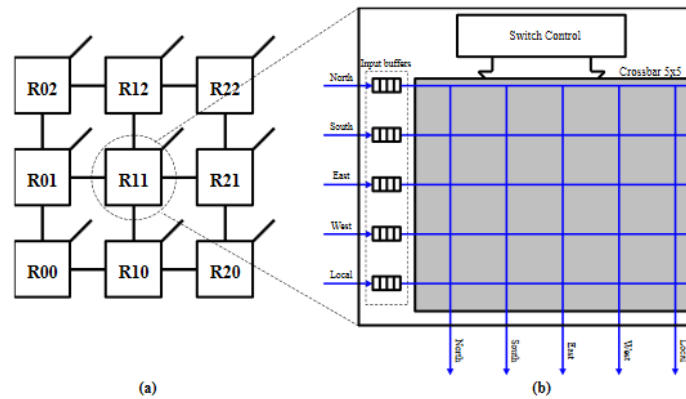 R02
R12
R22
R01
R11
R21
R00
R10
R20
(a)
Switch Control
Input buffers
Crossbar 5x5
North
South
East
West
Local
North
South
East
West
Local
(b)